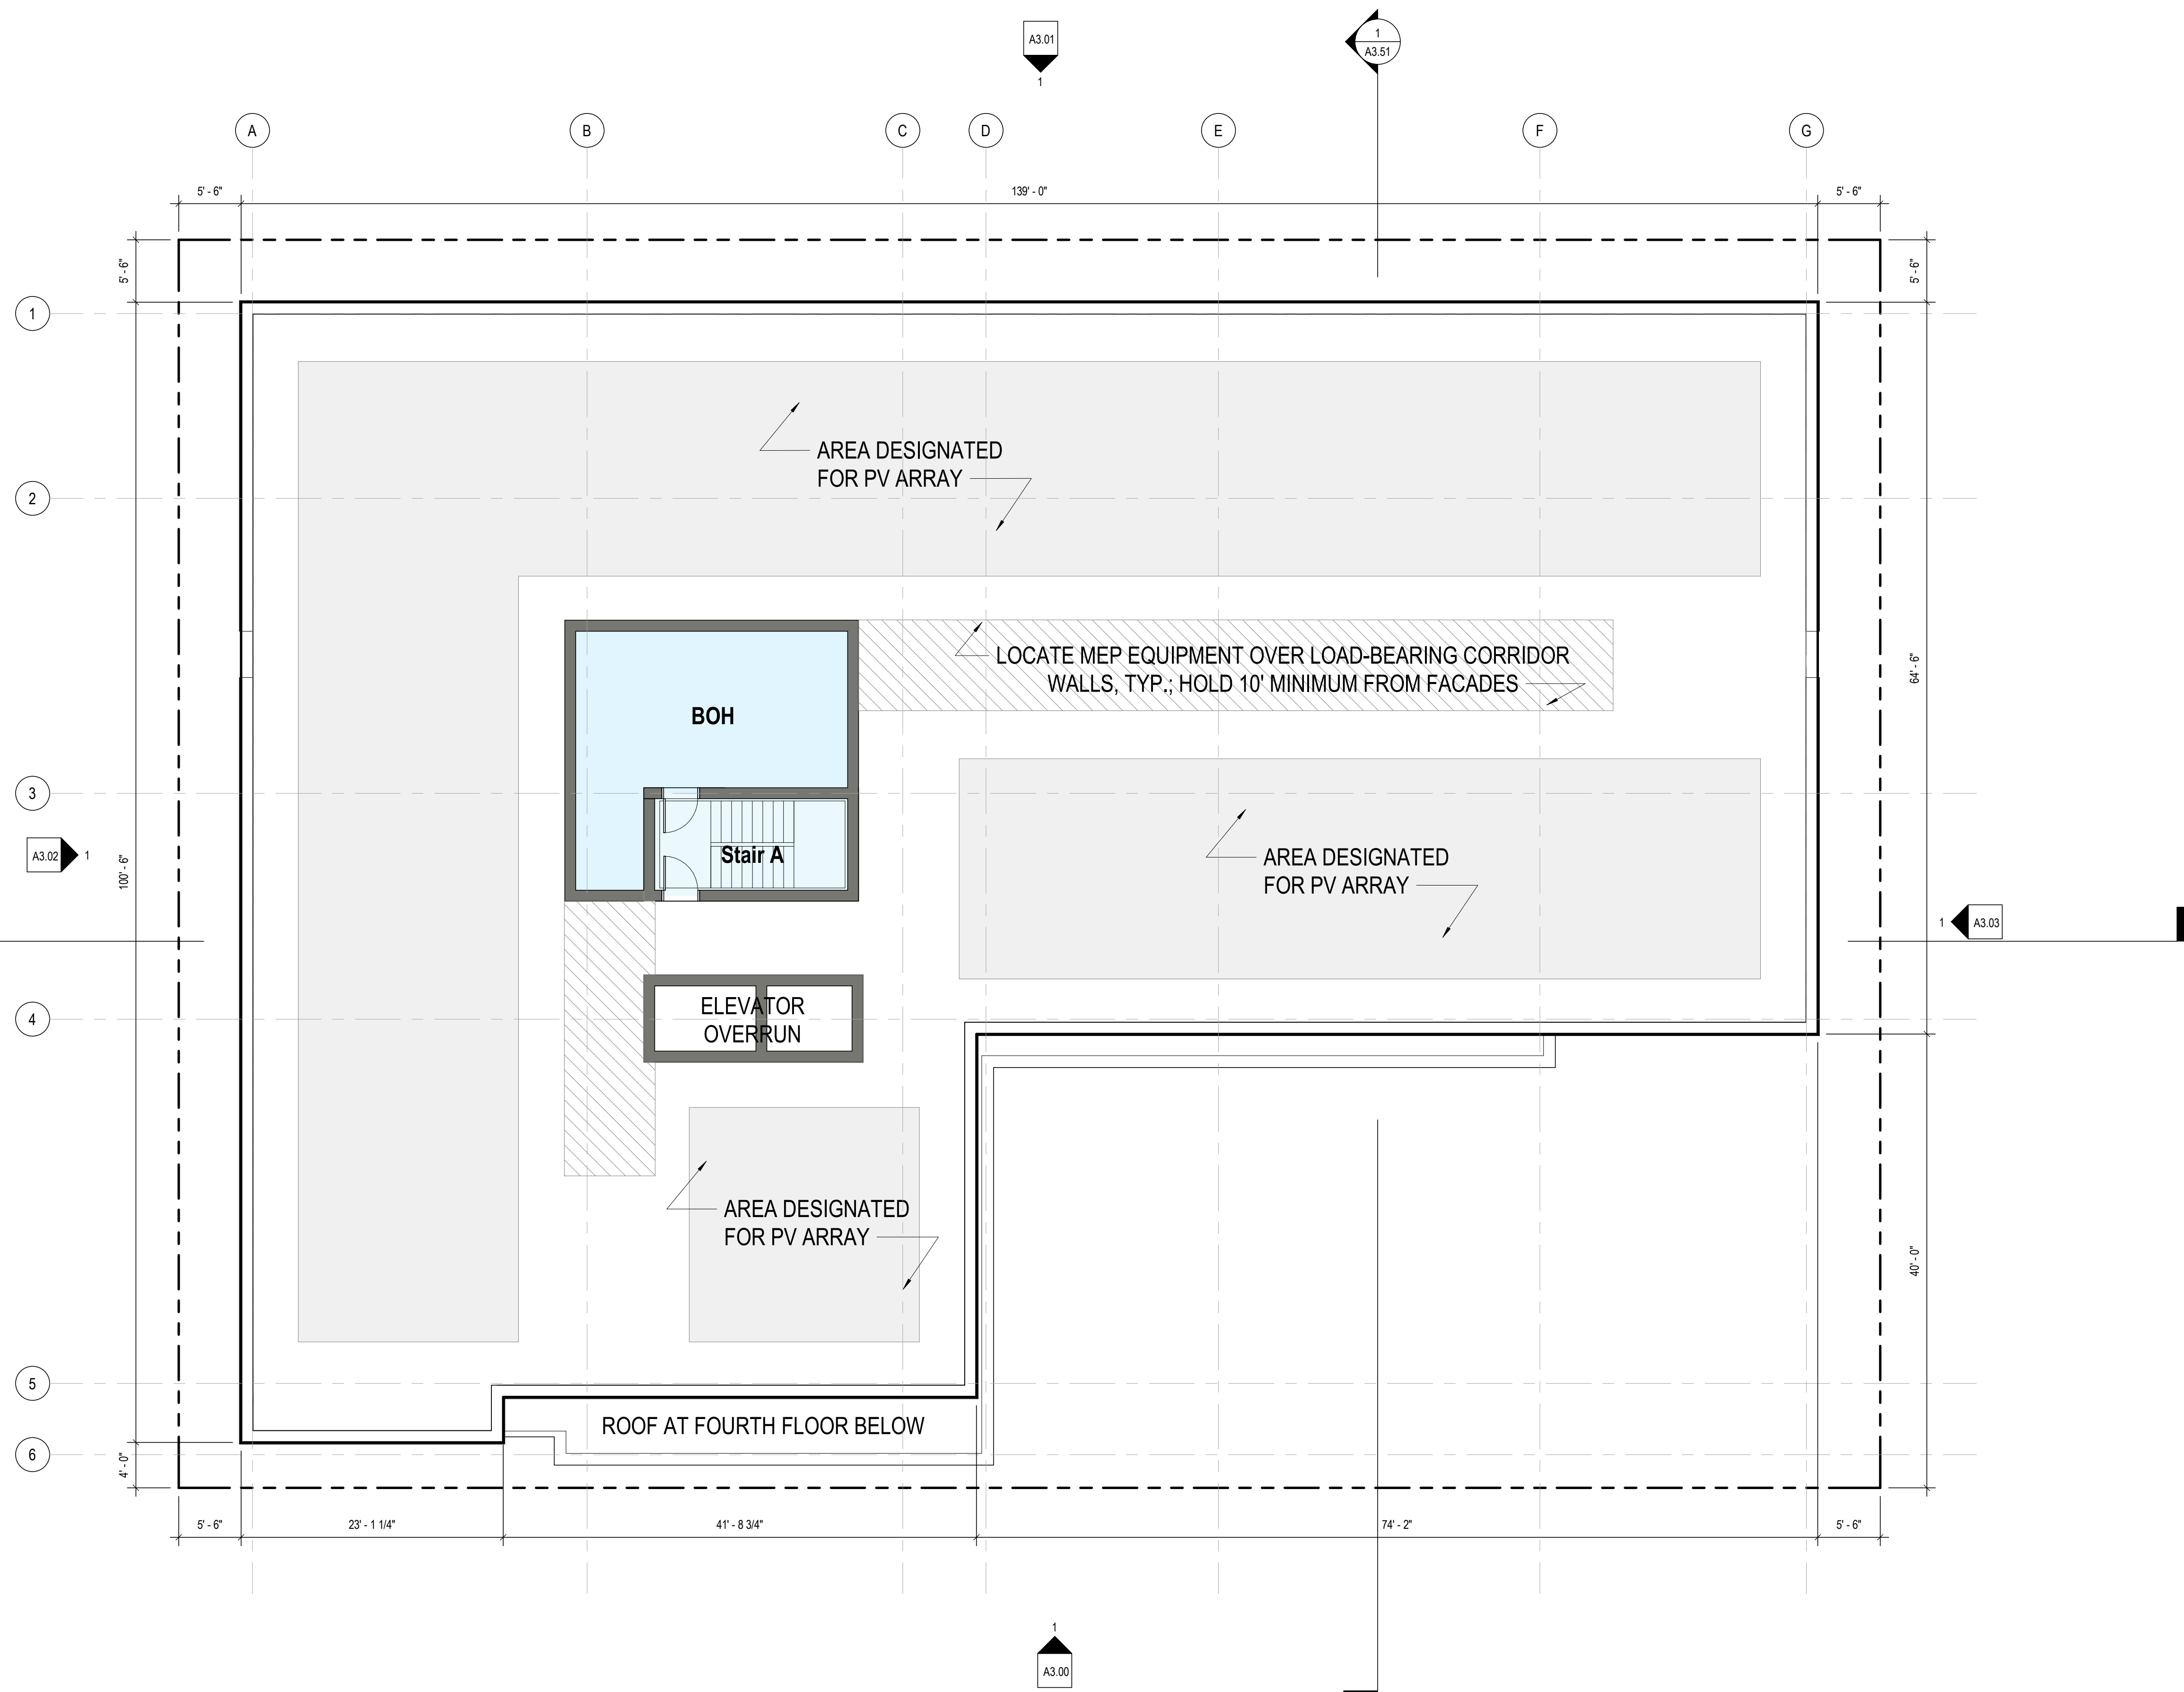 A3.01
1
1
A3.51
A
B
C
D
E
F
G
5' - 6"
139' - 0"
5' - 6"
5' - 6"
5' - 6"
1
AREA DESIGNATED
FOR PV ARRAY
2
LOCATE MEP EQUIPMENT OVER LOAD-BEARING CORRIDOR
WALLS, TYP.; HOLD 10' MINIMUM FROM FACADES
64' - 6"
BOH
3
A3.02
1
100' - 6"
Stair A
AREA DESIGNATED
FOR PV ARRAY
1
A3.03
4
ELEVATOR
OVERRUN
AREA DESIGNATED
FOR PV ARRAY
40' - 0"
5
ROOF AT FOURTH FLOOR BELOW
6
4' - 0"
5' - 6"
23' - 1 1/4"
41' - 8 3/4"
74' - 2"
5' - 6"
1
A3.00